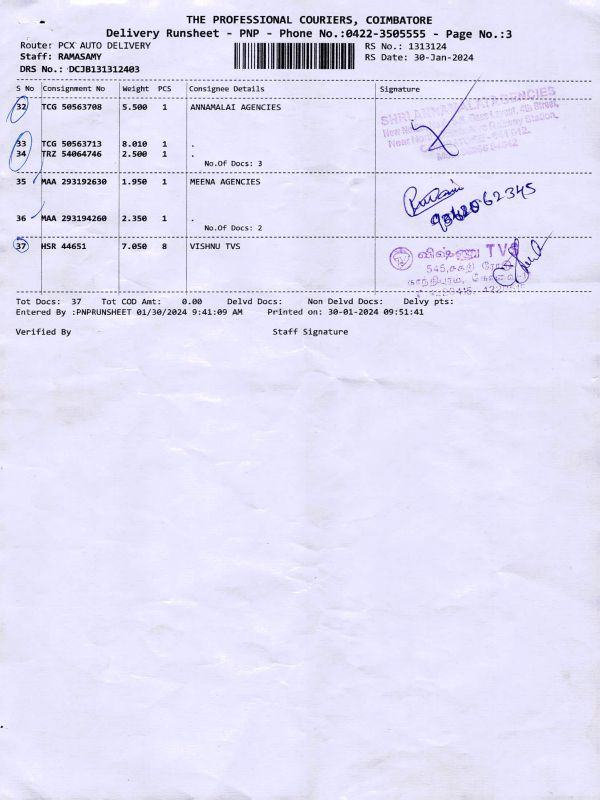 THE PROFESSIONAL COURIERS, COIMBATORE
Delivery Runsheet - PNP - Phone No.:0422-3505555 - Page No.:3
Route: PCX AUTO DELIVERY
RS No.: 1313124
Staff: RAMASAMY
RS Date: 30-Jan-2024
DRS No.: DCJB131312403
S No Consignment No Weight PCS Consignee Details Signature
32 TCG 50563708 5.500 1 ANNAMALAI AGENCIES
33 TCG 50563713 8.010 1 .
34 TRZ 54064746 2.500 1 .
No.Of Docs: 3
35 MAA 293192630 1.950 1 MEENA AGENCIES
36 MAA 293194260 2.350 1 .
No.Of Docs: 2
37 HSR 44651 7.050 8 VISHNU TVS
விஷ்ணு TVS
Tot Docs: 37 Tot COD Amt: 0.00 Delvd Docs: Non Delvd Docs: Delvy pts:
Entered By :PNPRUNSHEET 01/30/2024 9:41:09 AM Printed on: 30-01-2024 09:51:41
Verified By Staff Signature